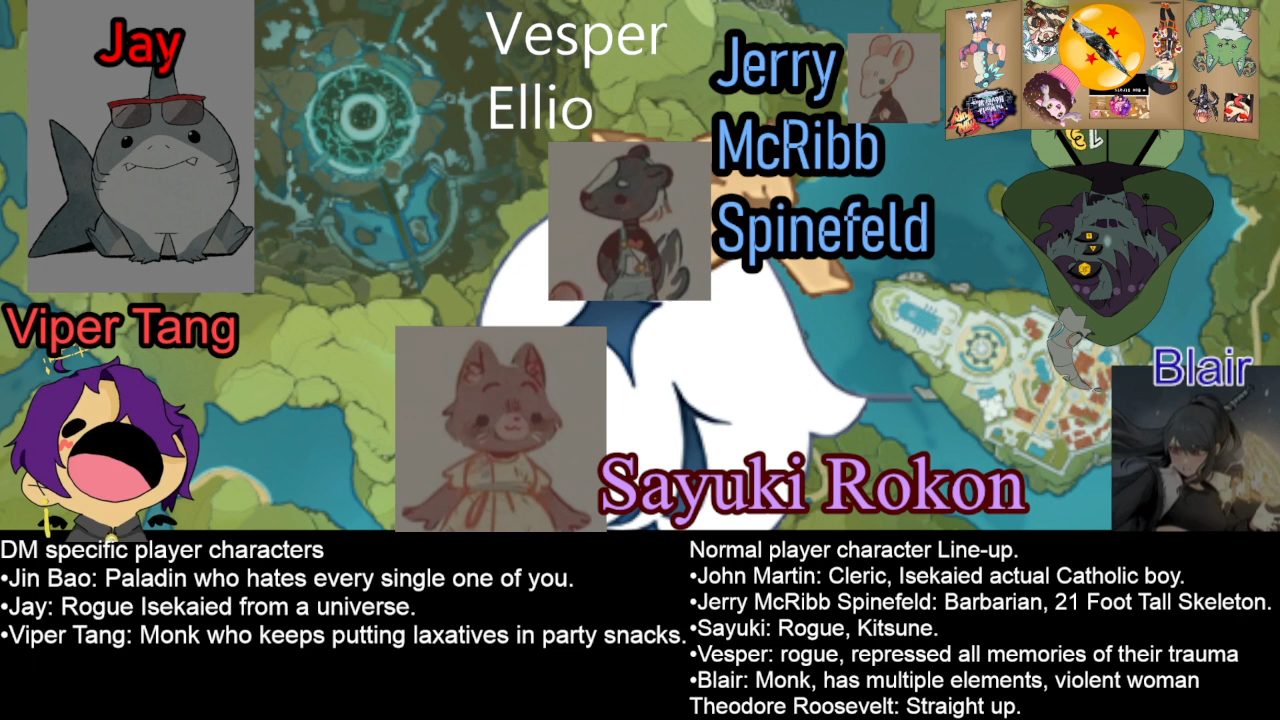 Jay
Vesper
Ellio
Jerry
McRibb
Spinefeld
Viper Tang
Blair
Sayuki Rokon
DM specific player characters
•Jin Bao: Paladin who hates every single one of you.
•Jay: Rogue Isekaied from a universe.
•Viper Tang: Monk who keeps putting laxatives in party snacks.
Normal player character Line-up.
•John Martin: Cleric, Isekaied actual Catholic boy.
•Jerry McRibb Spinefeld: Barbarian, 21 Foot Tall Skeleton.
•Sayuki: Rogue, Kitsune.
•Vesper: rogue, repressed all memories of their trauma
•Blair: Monk, has multiple elements, violent woman
Theodore Roosevelt: Straight up.